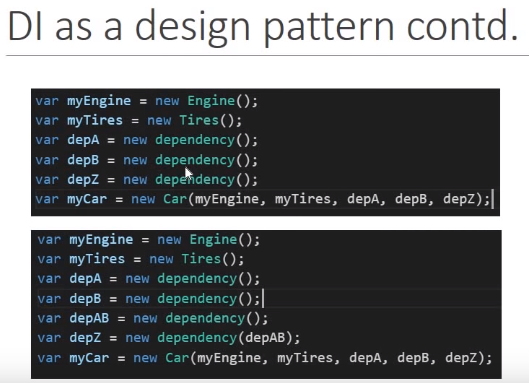 DI as a design pattern contd.
var myEngine = new Engine();
var myTires = new Tires();
var depA = new dependency();
var depB = new dependency();
var depZ = new dependency();
var myCar = new Car(myEngine, myTires, depA, depB, depZ);
var myEngine = new Engine();
var myTires = new Tires();
var depA = new dependency();
var depB = new dependency();
var depAB = new dependency();
var depZ = new dependency(depAB);
var myCar = new Car(myEngine, myTires, depA, depB, depZ);